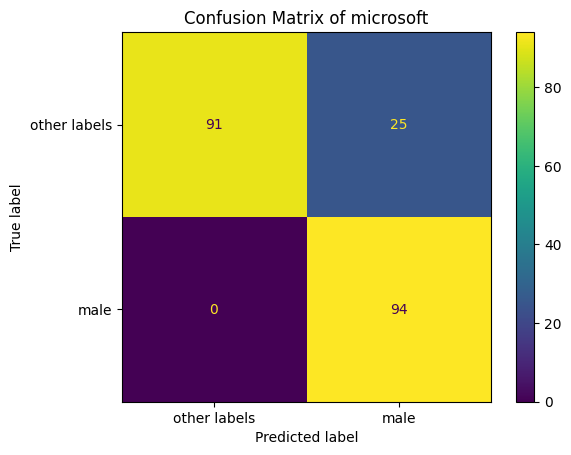 Confusion Matrix of microsoft
True label
other labels
91
25
male
0
94
other labels
male
Predicted label
80
60
40
20
0